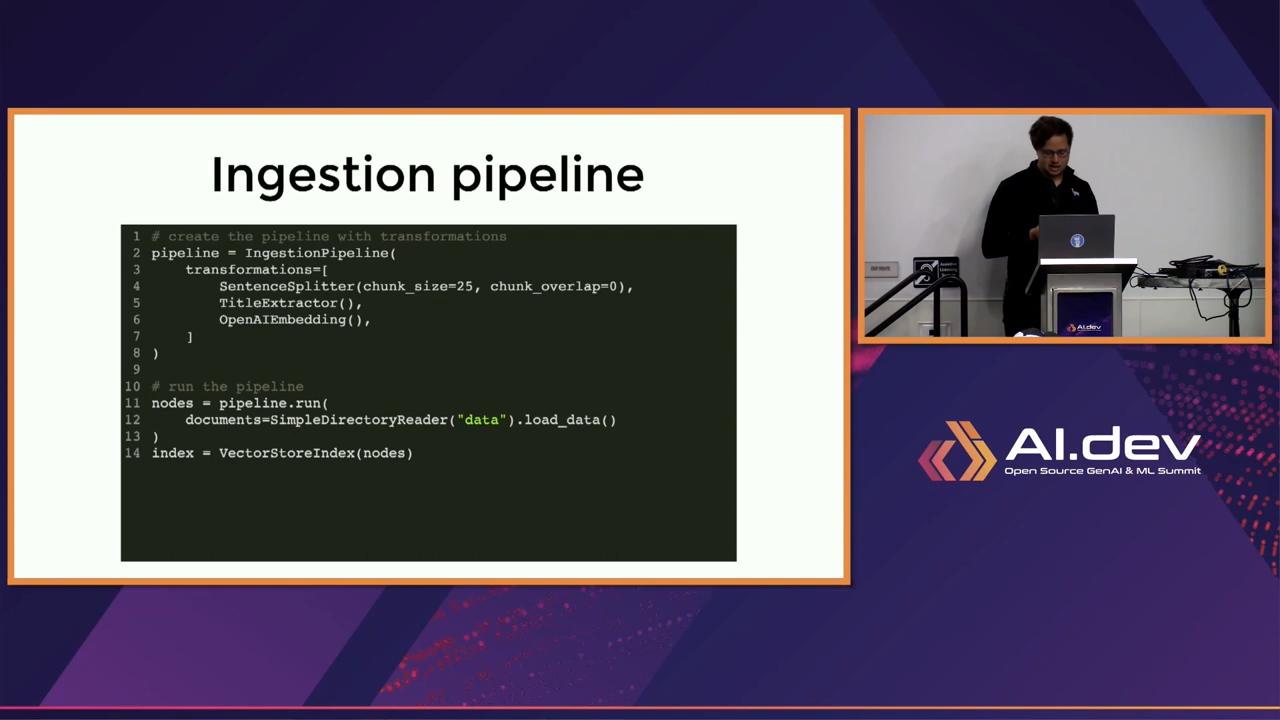 Ingestion pipeline
1 # create the pipeline with transformations
2 pipeline = IngestionPipeline(
3     transformations=[
4         SentenceSplitter(chunk_size=25, chunk_overlap=0),
5         TitleExtractor(),
6         OpenAIEmbedding(),
7     ]
8 )
9
10 # run the pipeline
11 nodes = pipeline.run(
12     documents=SimpleDirectoryReader("data").load_data()
13 )
14 index = VectorStoreIndex(nodes)
AI.dev
AI.dev
Open Source GenAI & ML Summit